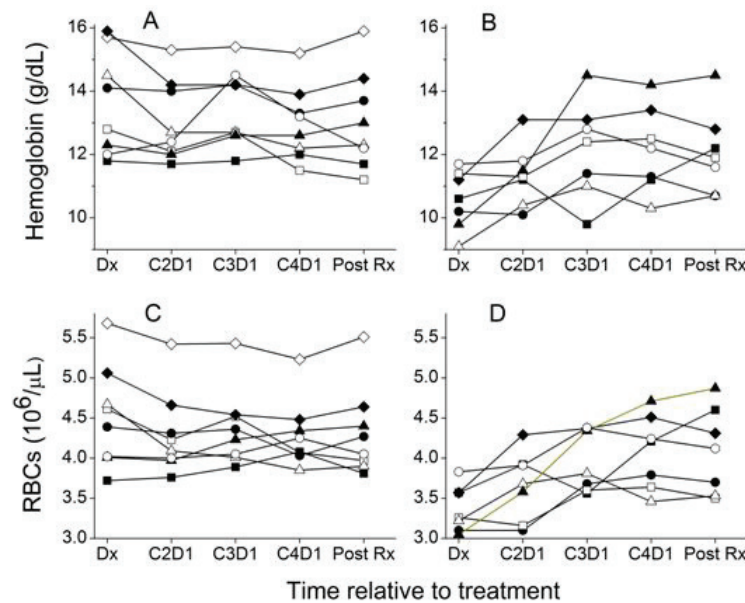 A
B
Hemoglobin (g/dL)
16
14
12
10
16
14
12
10
Dx C2D1 C3D1 C4D1 Post Rx
Dx C2D1 C3D1 C4D1 Post Rx
C
D
RBCs (10⁶/μL)
5.5
5.0
4.5
4.0
3.5
3.0
5.5
5.0
4.5
4.0
3.5
3.0
Dx C2D1 C3D1 C4D1 Post Rx
Dx C2D1 C3D1 C4D1 Post Rx
Time relative to treatment